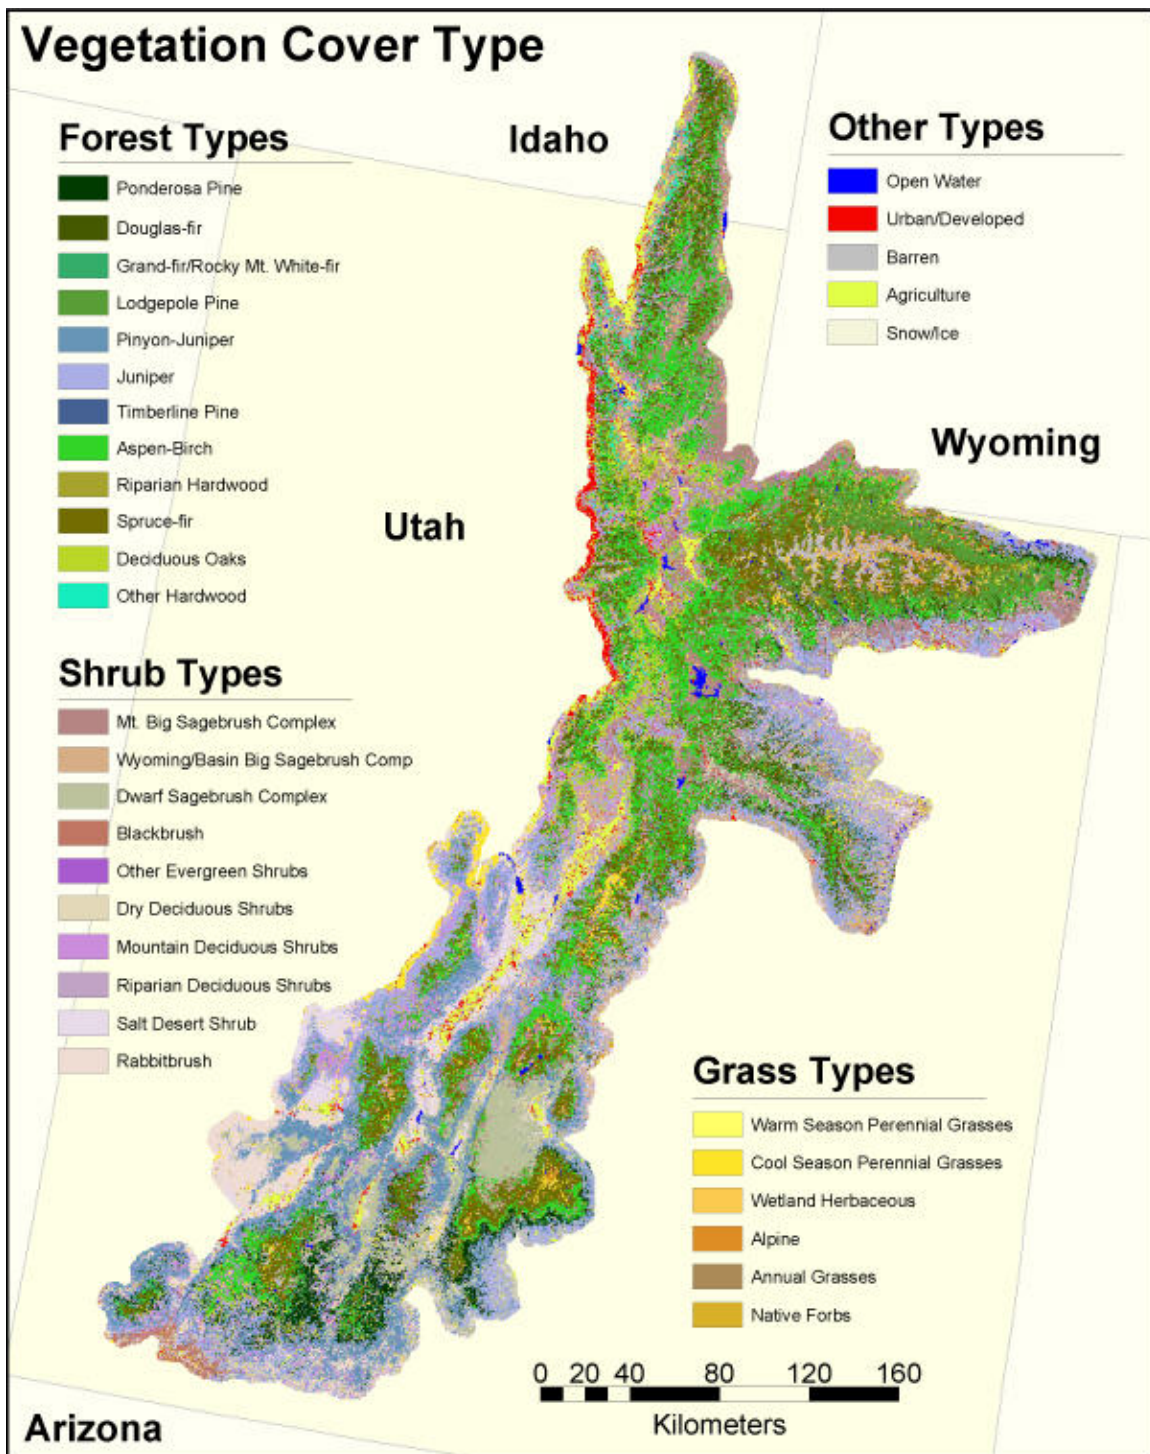 Vegetation Cover Type
Forest Types
Ponderosa Pine
Douglas-fir
Grand-fir/Rocky Mt. White-fir
Lodgepole Pine
Pinyon-Juniper
Juniper
Timberline Pine
Aspen-Birch
Riparian Hardwood
Spruce-fir
Deciduous Oaks
Other Hardwood
Shrub Types
Mt. Big Sagebrush Complex
Wyoming/Basin Big Sagebrush Comp
Dwarf Sagebrush Complex
Blackbrush
Other Evergreen Shrubs
Dry Deciduous Shrubs
Mountain Deciduous Shrubs
Riparian Deciduous Shrubs
Salt Desert Shrub
Rabbitbrush
Idaho
Utah
Wyoming
Arizona
Other Types
Open Water
Urban/Developed
Barren
Agriculture
Snow/Ice
Grass Types
Warm Season Perennial Grasses
Cool Season Perennial Grasses
Wetland Herbaceous
Alpine
Annual Grasses
Native Forbs
0 20 40 80 120 160
Kilometers